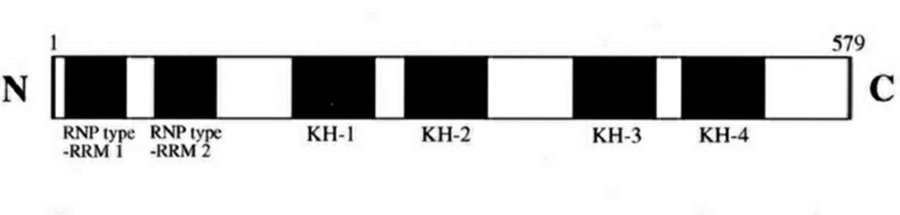 1 579
N C
RNP type RNP type KH-1 KH-2 KH-3 KH-4
-RRM 1 -RRM 2